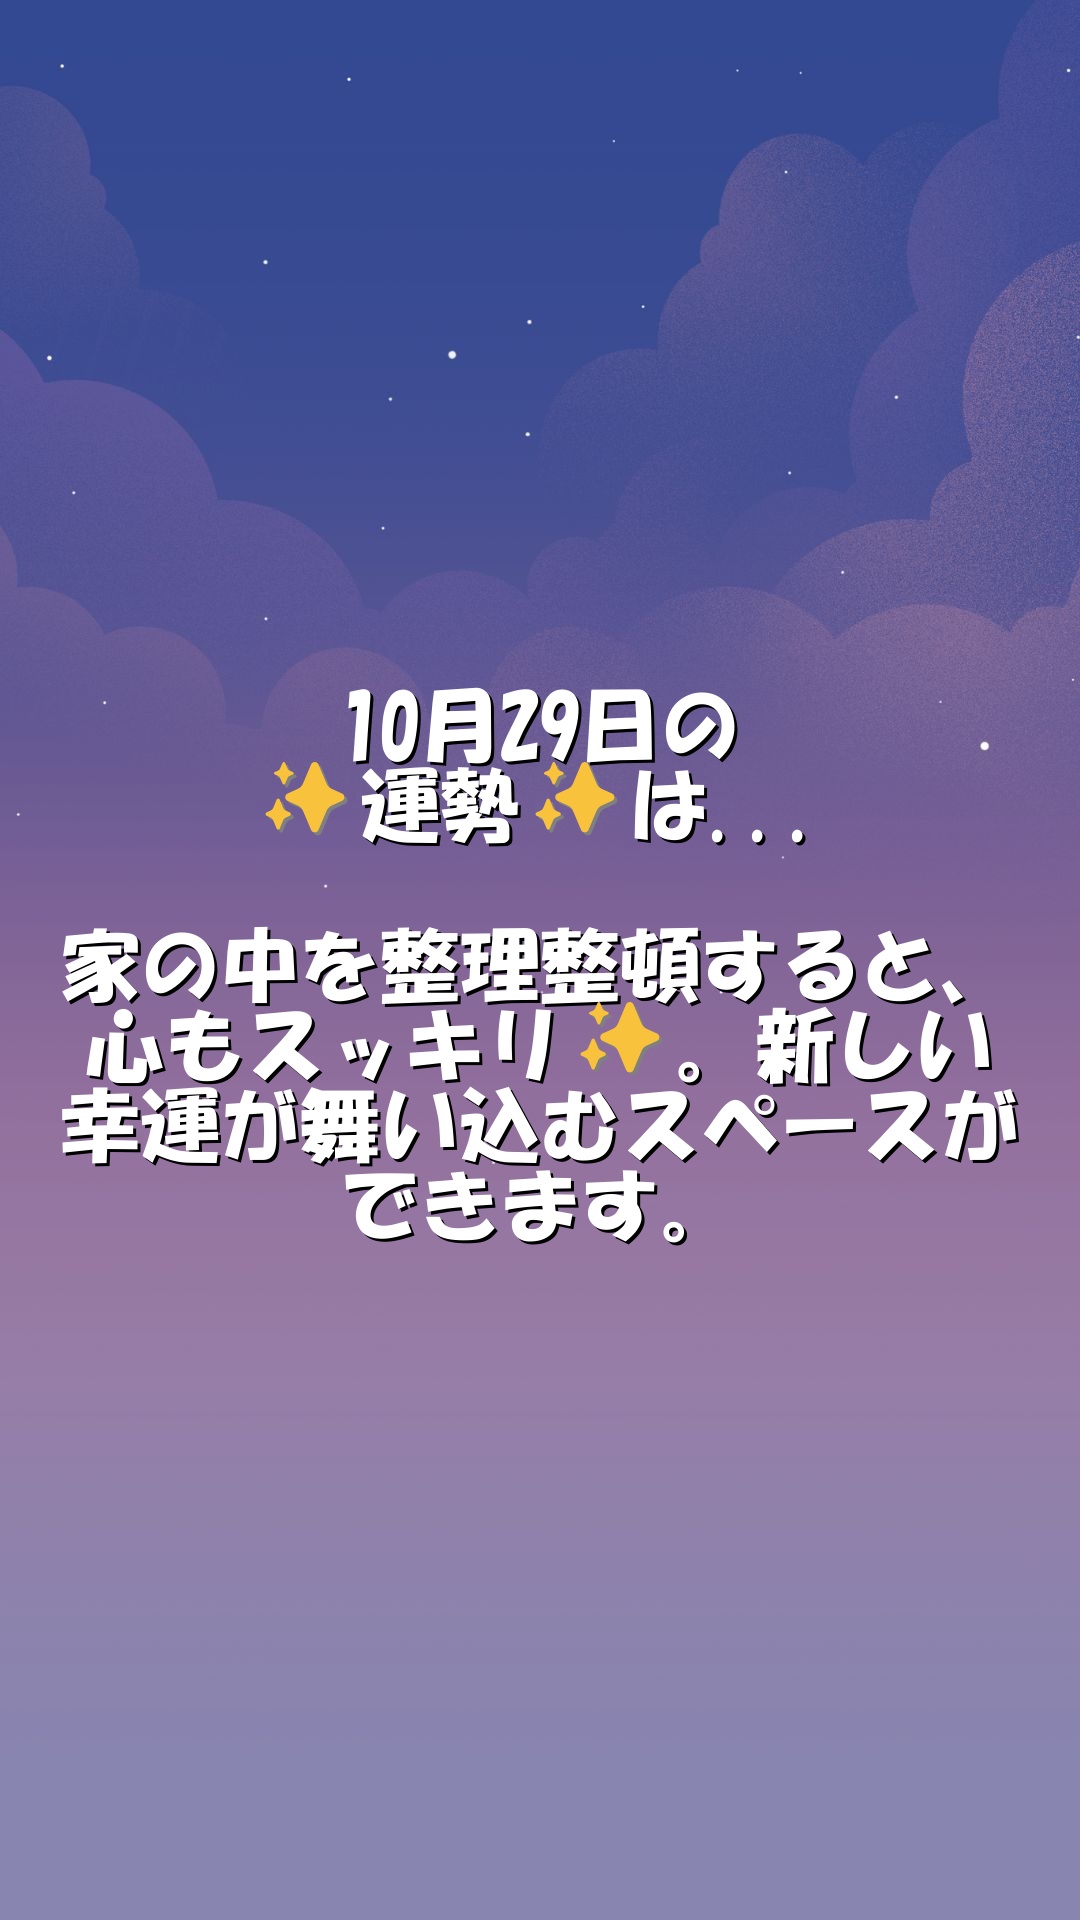 10月29日の
✨運勢✨は...
家の中を整理整頓すると、
心もスッキリ✨。新しい
幸運が舞い込むスペースが
できます。